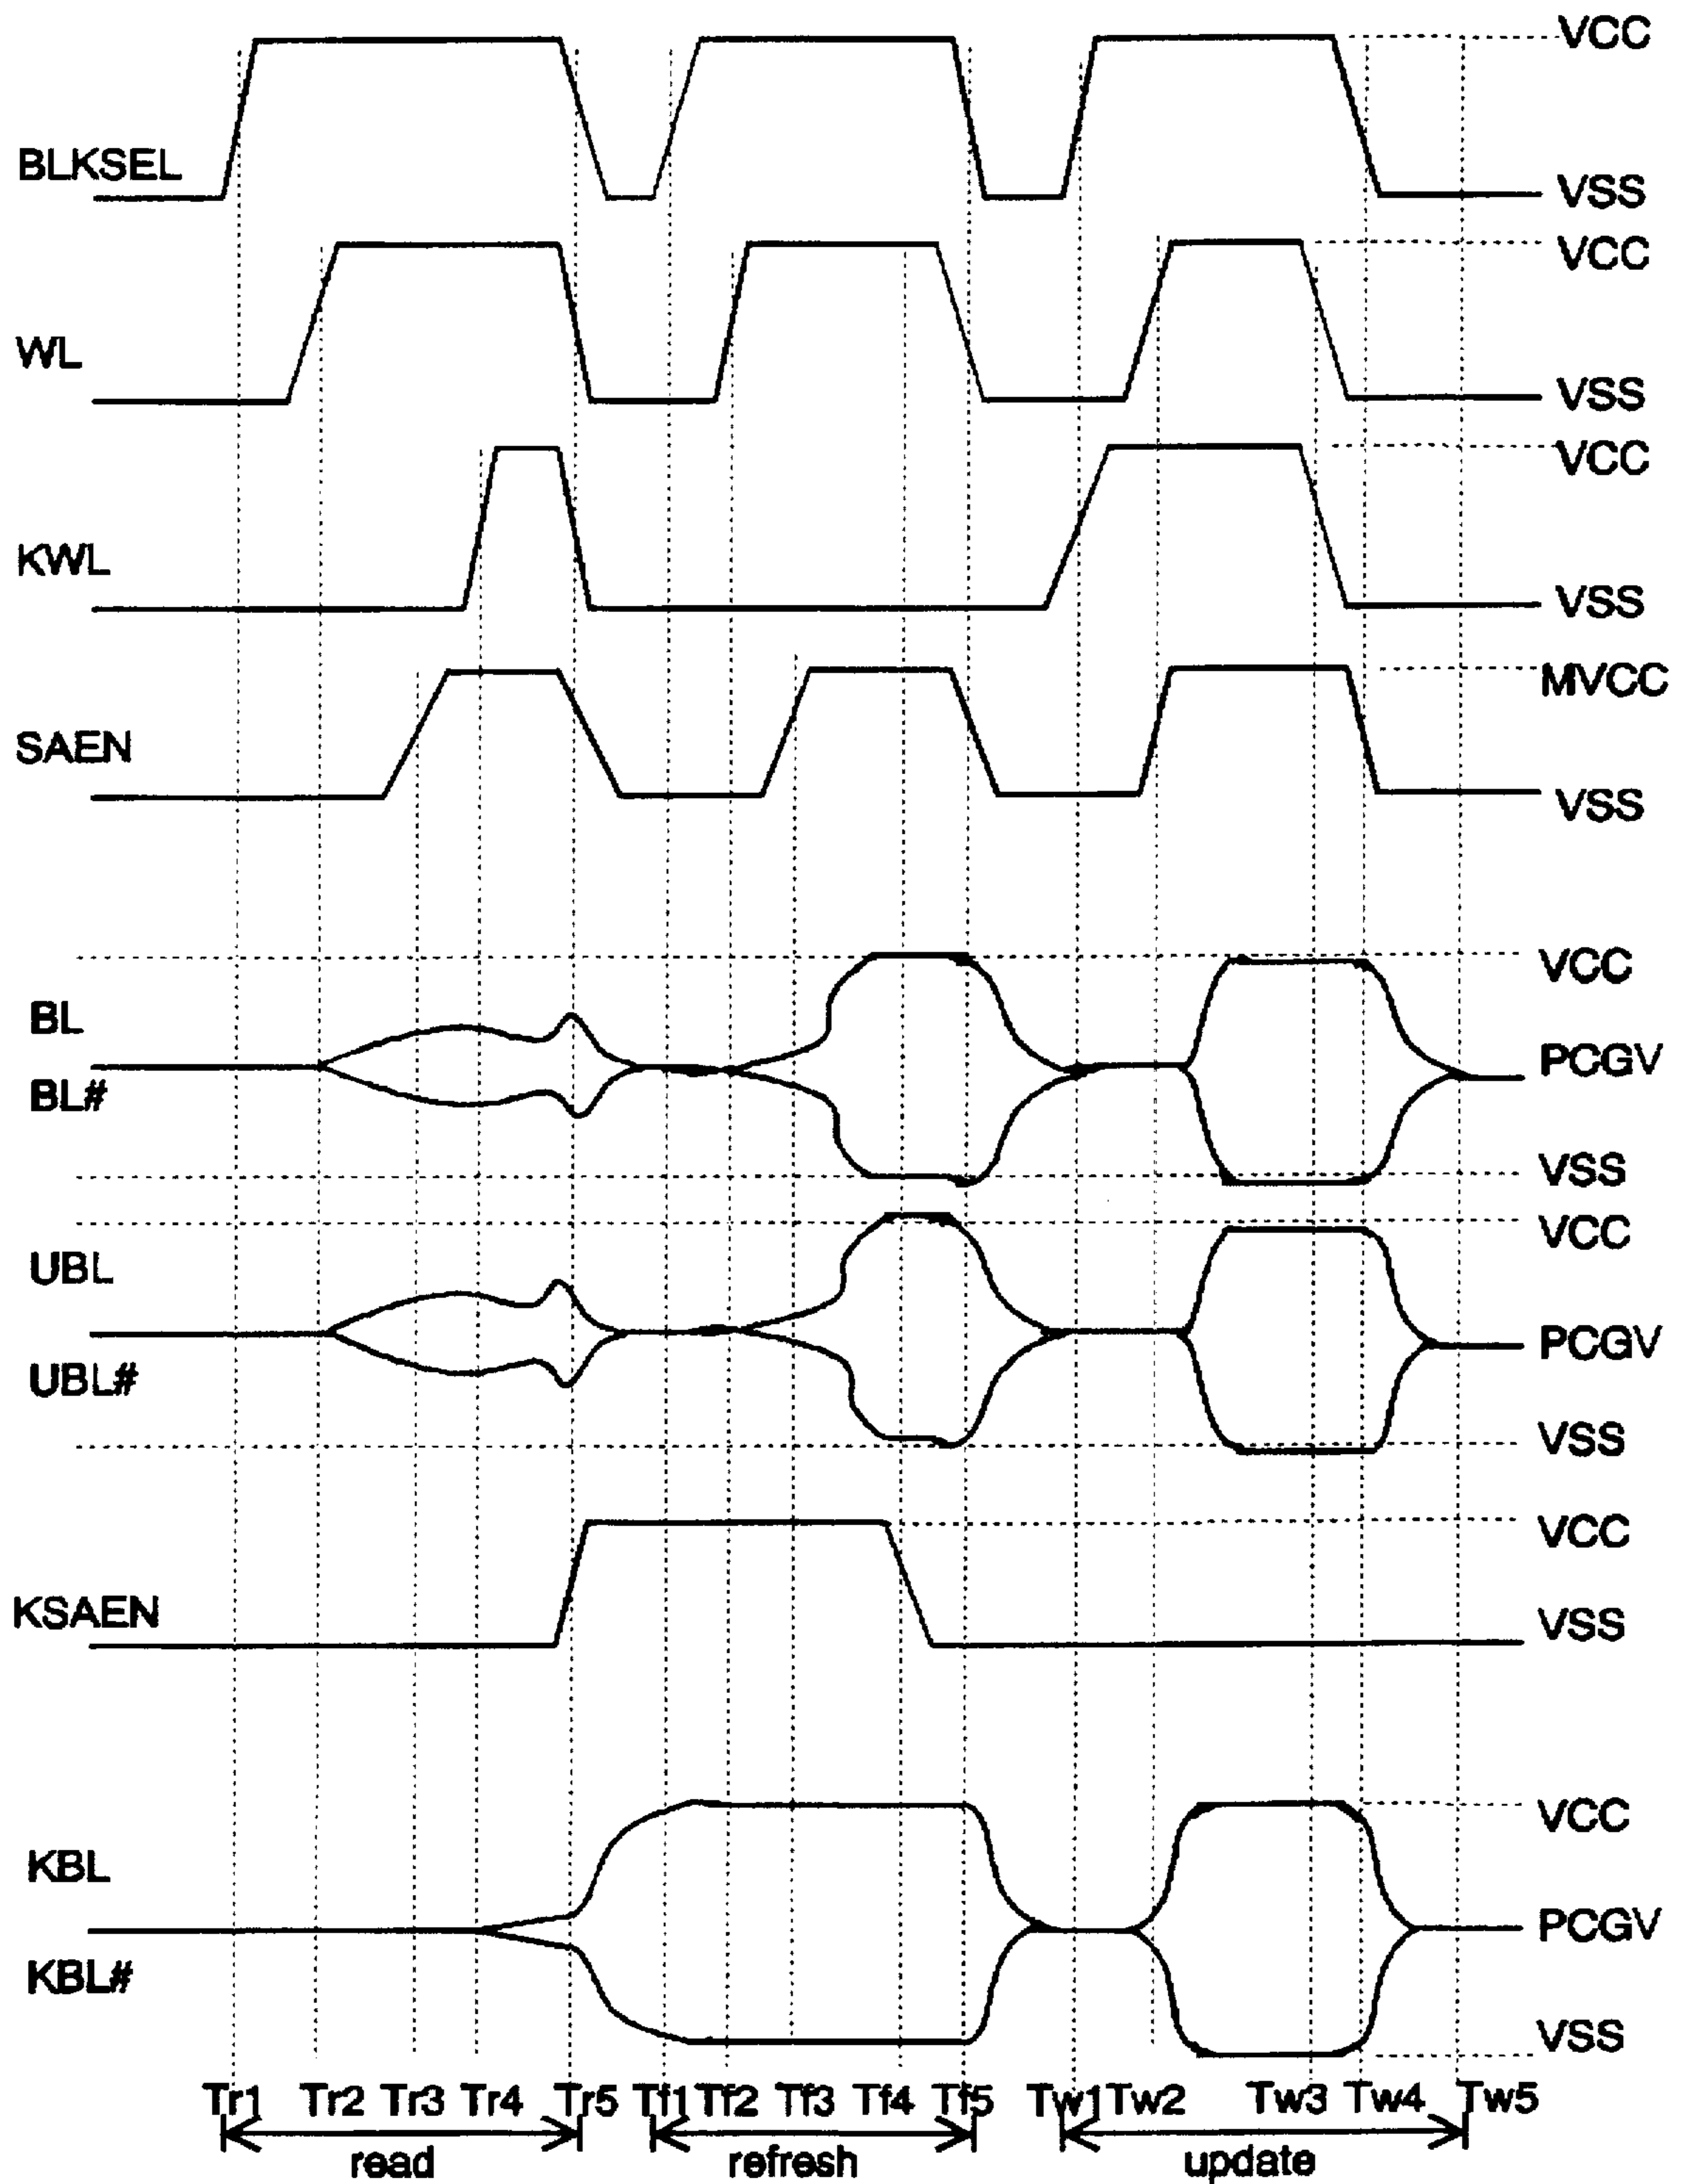 VCC
BLKSEL
VSS
VCC
WL
VSS
VCC
KWL
VSS
MVCC
SAEN
VSS
VCC
BL
PCGV
BL#
VSS
VCC
UBL
PCGV
UBL#
VSS
VCC
KSAEN
VSS
VCC
KBL
PCGV
KBL#
VSS
Tr1 Tr2 Tr3 Tr4 Tr5 Tf1 Tf2 Tf3 Tf4 Tf5 Tw1 Tw2 Tw3 Tw4 Tw5
read refresh update